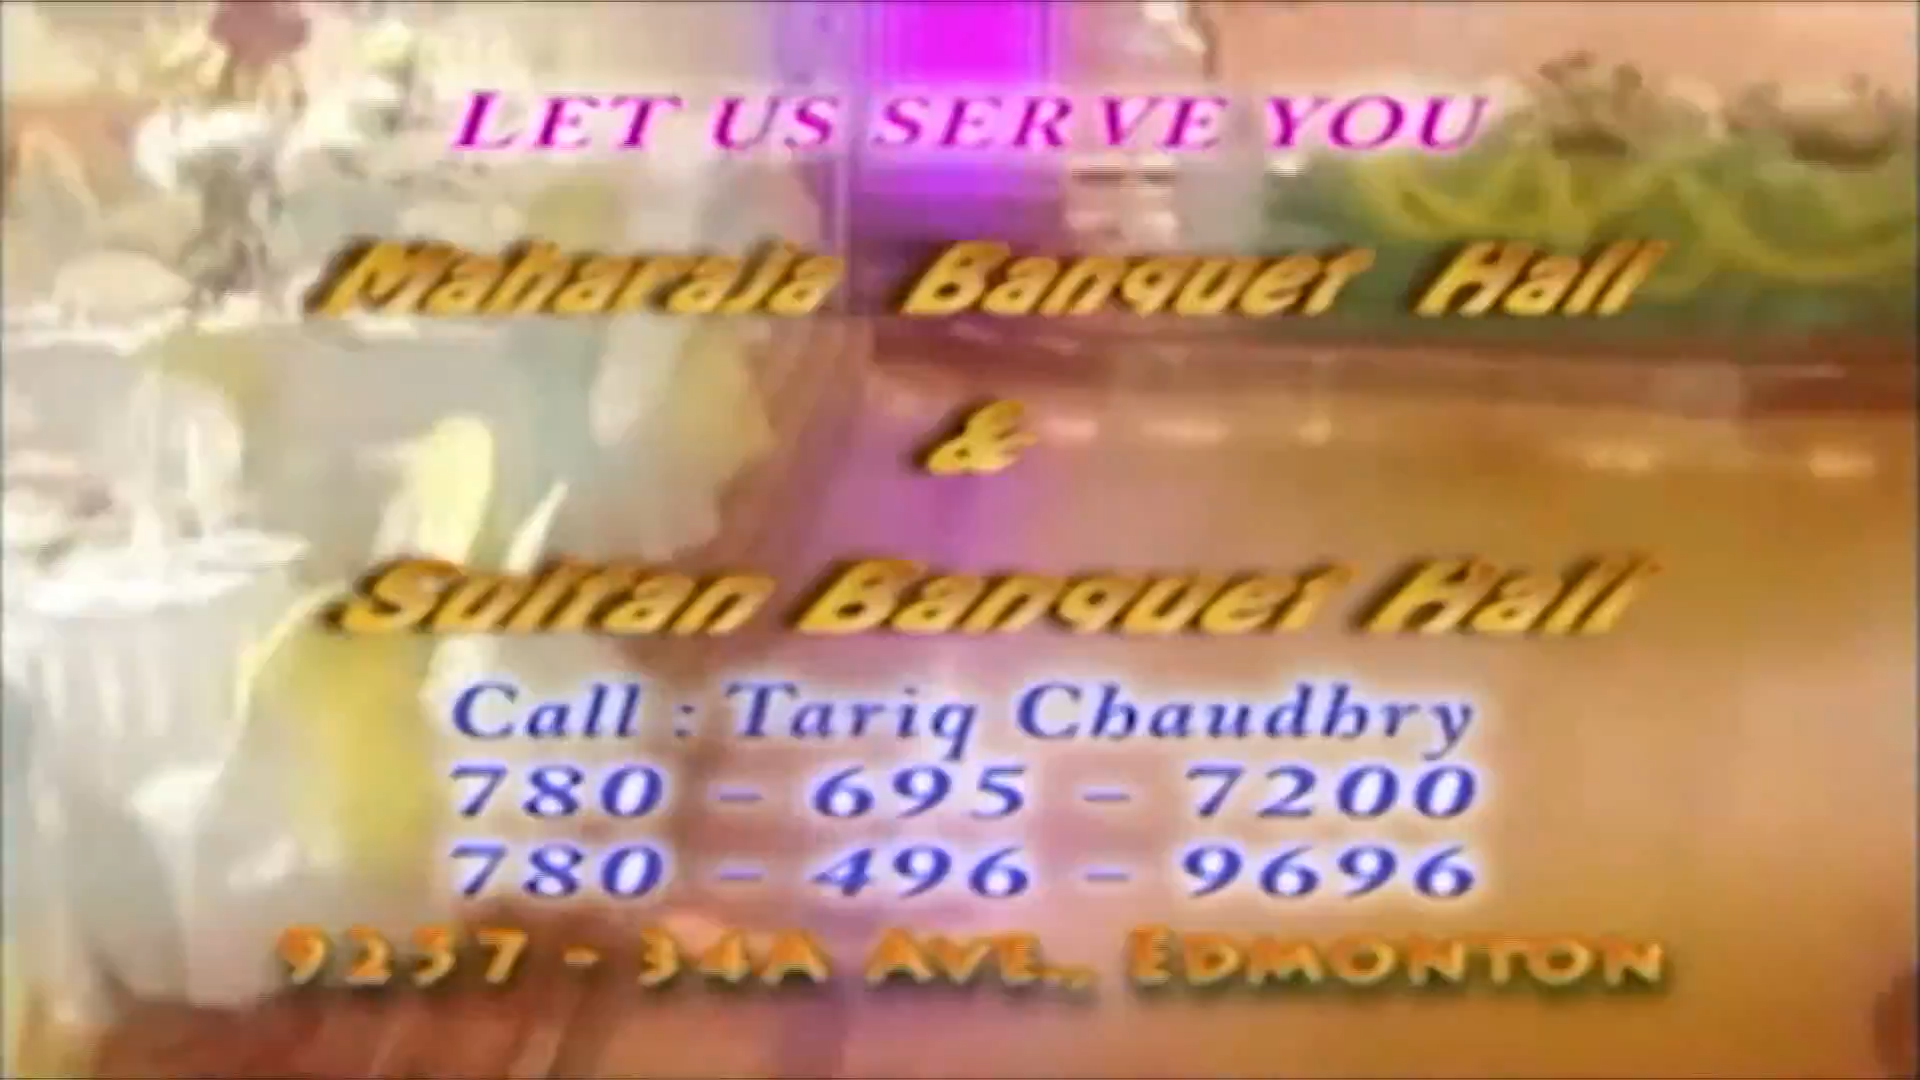 LET US SERVE YOU
Maharaja Banquet Hall
&
Sultan Banquet Hall
Call : Tariq Chaudhry
780 - 695 - 7200
780 - 496 - 9696
9257 - 34A AVE., EDMONTON